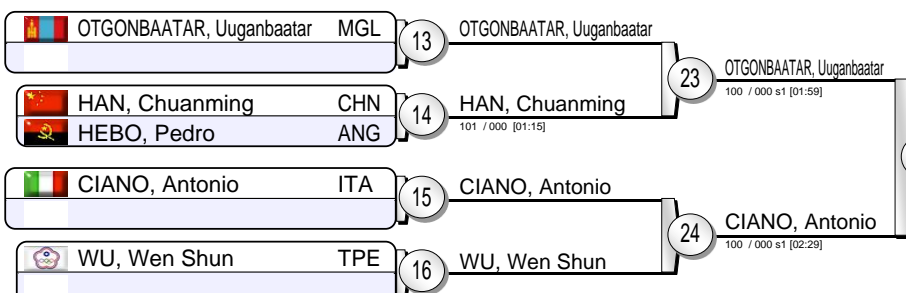 OTGONBAATAR, Uuganbaatar MGL
13
OTGONBAATAR, Uuganbaatar
23
OTGONBAATAR, Uuganbaatar
100 / 000 s1 [01:59]
HAN, Chuanming CHN
HEBO, Pedro ANG
14
HAN, Chuanming
101 / 000 [01:15]
CIANO, Antonio ITA
15
CIANO, Antonio
24
CIANO, Antonio
100 / 000 s1 [02:29]
WU, Wen Shun TPE
16
WU, Wen Shun